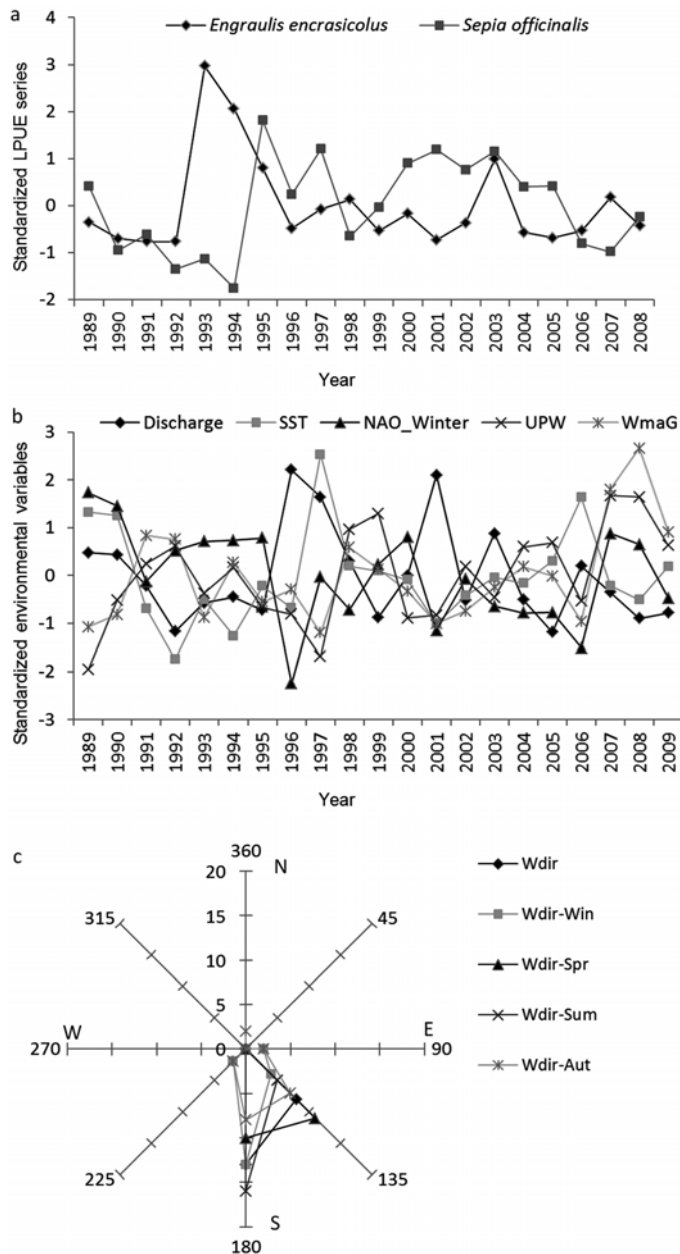 a
Engraulis encrasicolus
Sepia officinalis
Standardized LPUE series
4
3
2
1
0
-1
-2
1989
1990
1991
1992
1993
1994
1995
1996
1997
1998
1999
2000
2001
2002
2003
2004
2005
2006
2007
2008
Year
b
Discharge
SST
NAO_Winter
UPW
WmaG
Standardized environmental variables
3
2
1
0
-1
-2
-3
1989
1990
1991
1992
1993
1994
1995
1996
1997
1998
1999
2000
2001
2002
2003
2004
2005
2006
2007
2008
2009
Year
c
360
N
20
15
10
5
0
315
45
W
270
E
90
225
135
S
180
Wdir
Wdir-Win
Wdir-Spr
Wdir-Sum
Wdir-Aut